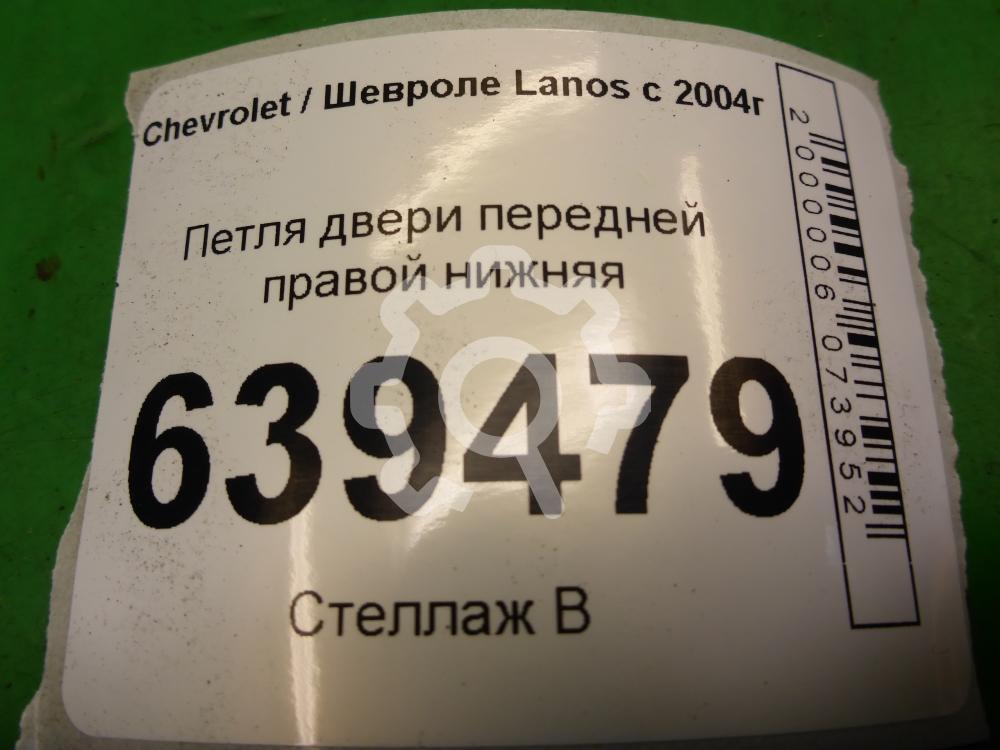 Chevrolet / Шевроле Lanos с 2004г
Петля двери передней
правой нижняя
639479
Стеллаж В
2000006073952